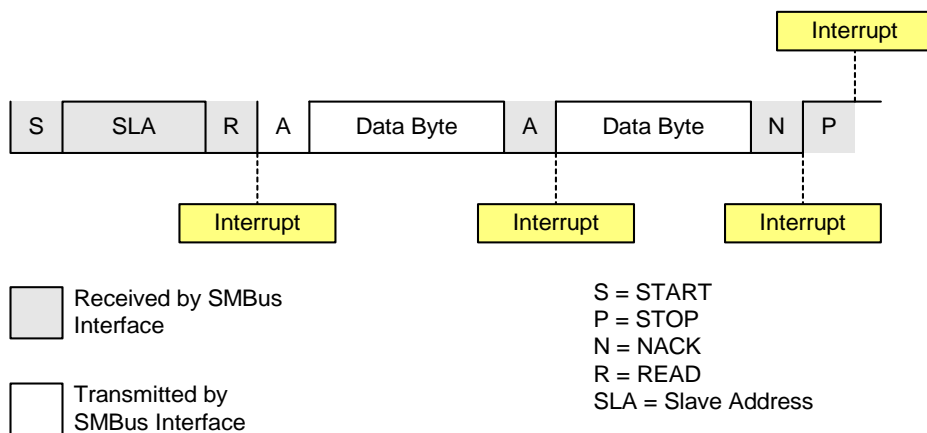 Interrupt
S SLA R A Data Byte A Data Byte N P
Interrupt Interrupt Interrupt
Received by SMBus
Interface
Transmitted by
SMBus Interface
S = START
P = STOP
N = NACK
R = READ
SLA = Slave Address